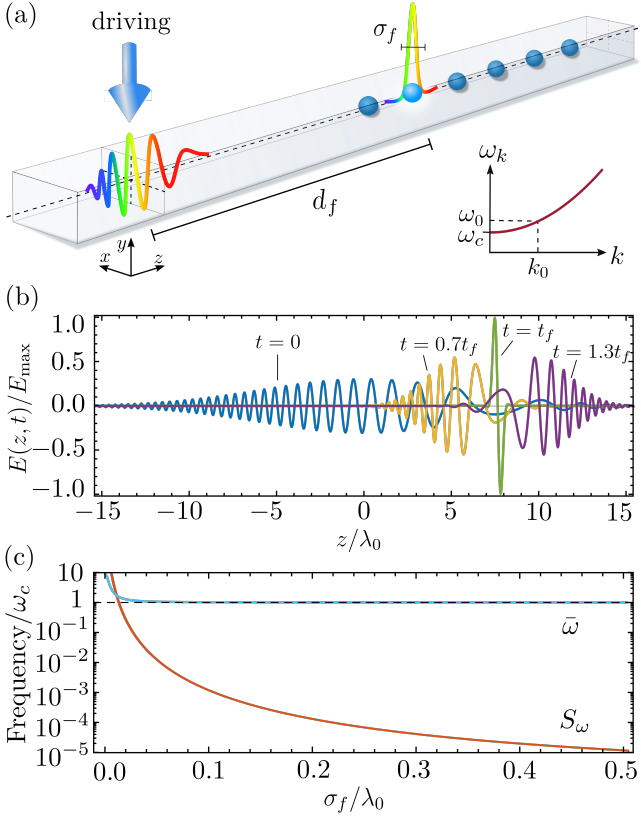 (a)
driving
σ_f
d_f
x y z
ω_k
ω_0
ω_c
k_0
k
(b)
E(z,t)/E_max
1.0
0.5
0.0
−0.5
−1.0
t=0
t=0.7t_f
t=t_f
t=1.3t_f
−15 −10 −5 0 5 10 15
z/λ_0
(c)
Frequency/ω_c
10
1
10^-1
10^-2
10^-3
10^-4
10^-5
ω̄
S_ω
0.0 0.1 0.2 0.3 0.4 0.5
σ_f/λ_0